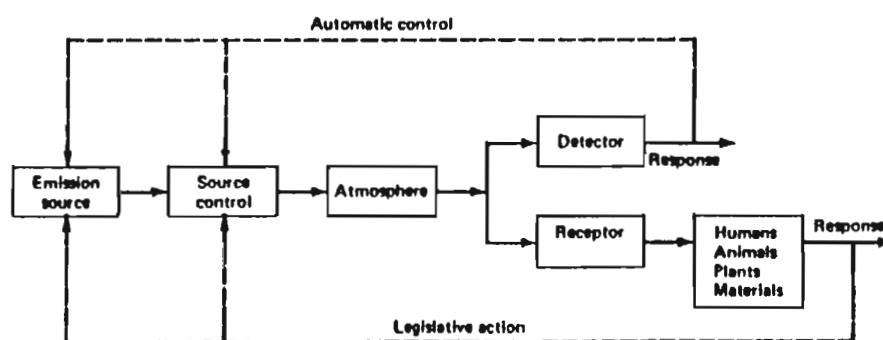 Automatic control
Detector
Response
Emission
source
Source
control
Atmosphere
Receptor
Humans
Animals
Plants
Materials
Response
Legislative action